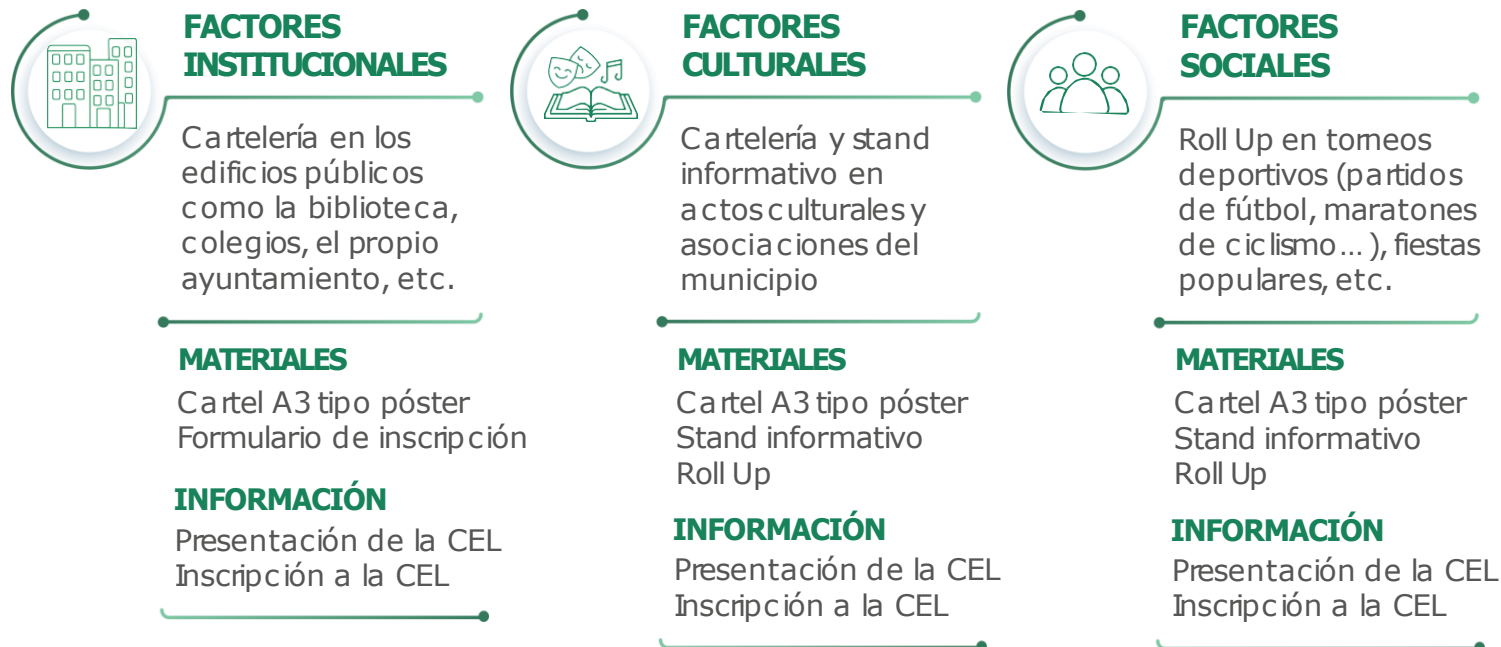 FACTORES
INSTITUCIONALES
Cartelería en los
edificios públicos
como la biblioteca,
colegios, el propio
ayuntamiento, etc.
MATERIALES
Cartel A3 tipo póster
Formulario de inscripción
INFORMACIÓN
Presentación de la CEL
Inscripción a la CEL
FACTORES
CULTURALES
Cartelería y stand
informativo en
actos culturales y
asociaciones del
municipio
MATERIALES
Cartel A3 tipo póster
Stand informativo
Roll Up
INFORMACIÓN
Presentación de la CEL
Inscripción a la CEL
FACTORES
SOCIALES
Roll Up en torneos
deportivos (partidos
de fútbol, maratones
de ciclismo…), fiestas
populares, etc.
MATERIALES
Cartel A3 tipo póster
Stand informativo
Roll Up
INFORMACIÓN
Presentación de la CEL
Inscripción a la CEL